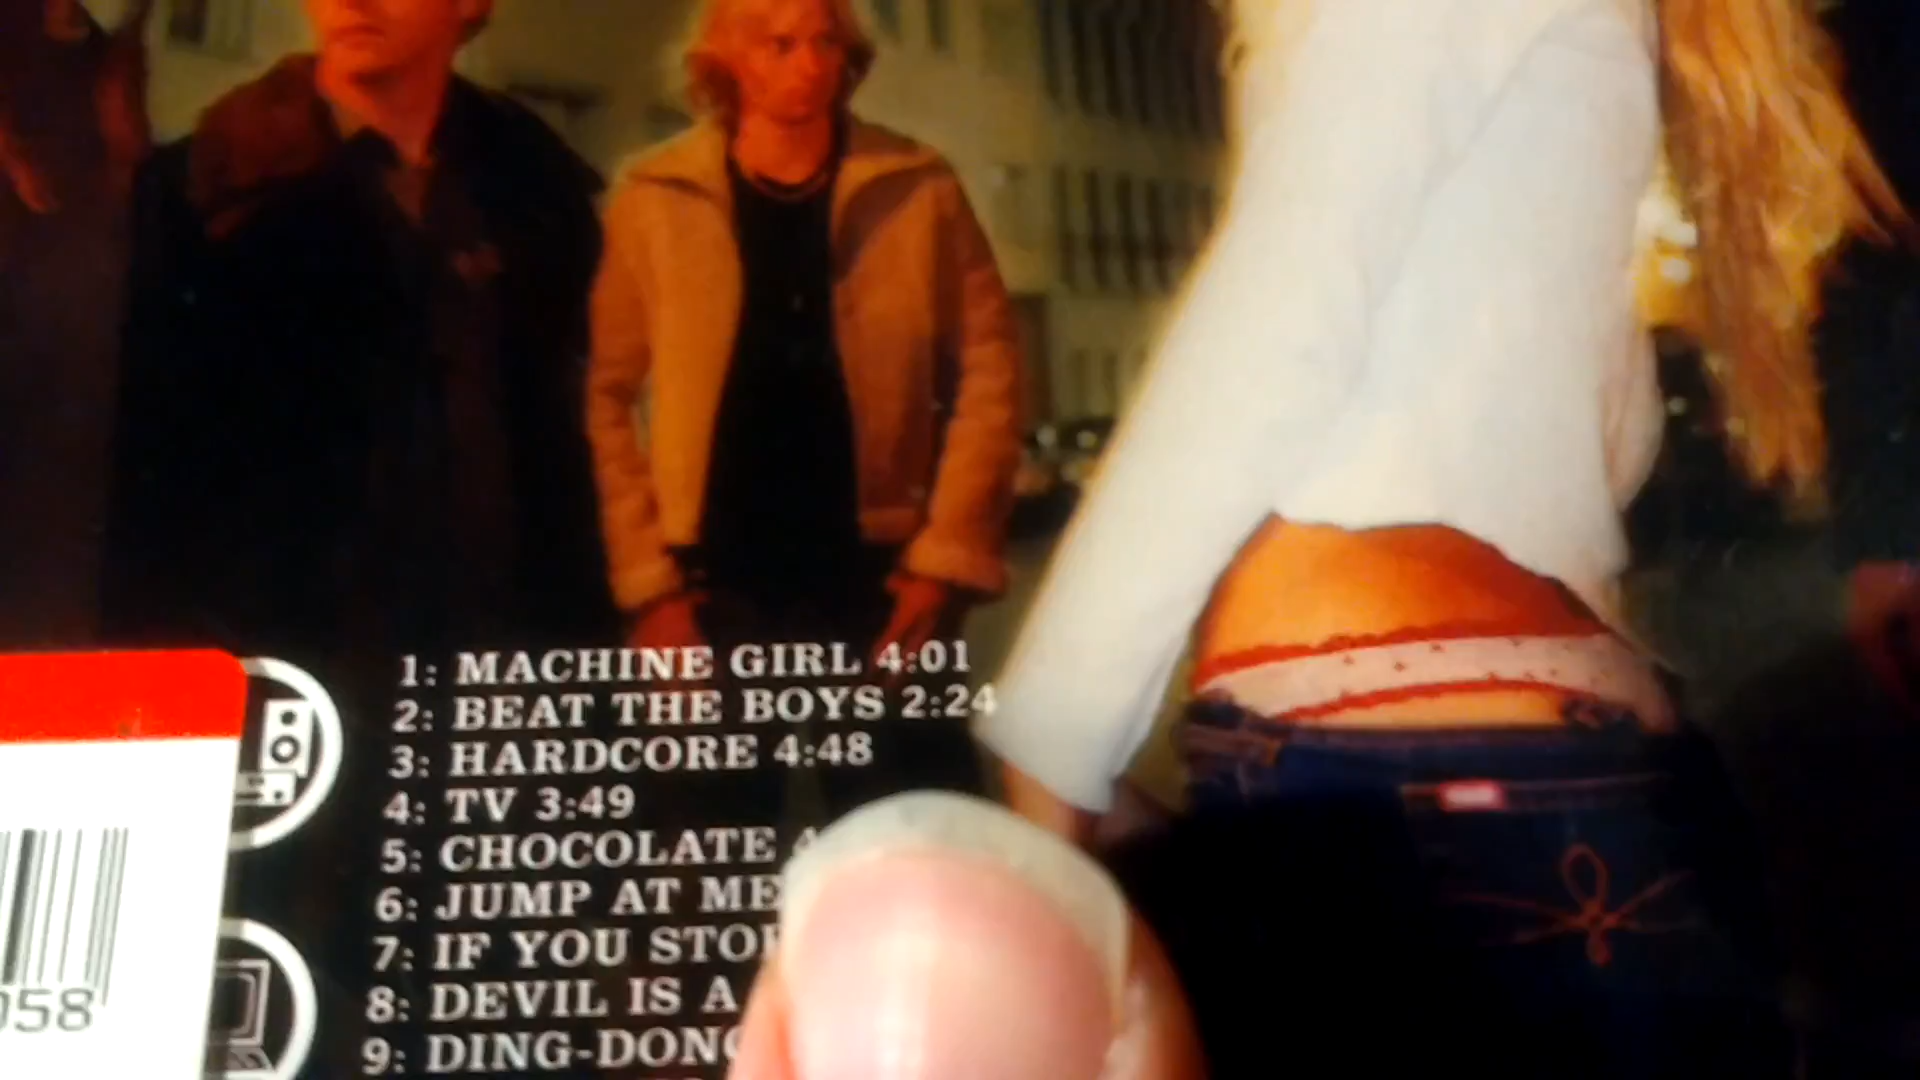 1: MACHINE GIRL 4:01
2: BEAT THE BOYS 2:24
3: HARDCORE 4:48
4: TV 3:49
5: CHOCOLATE
6: JUMP AT ME
7: IF YOU
8: DEVIL IS A
9: DING-DONG
058